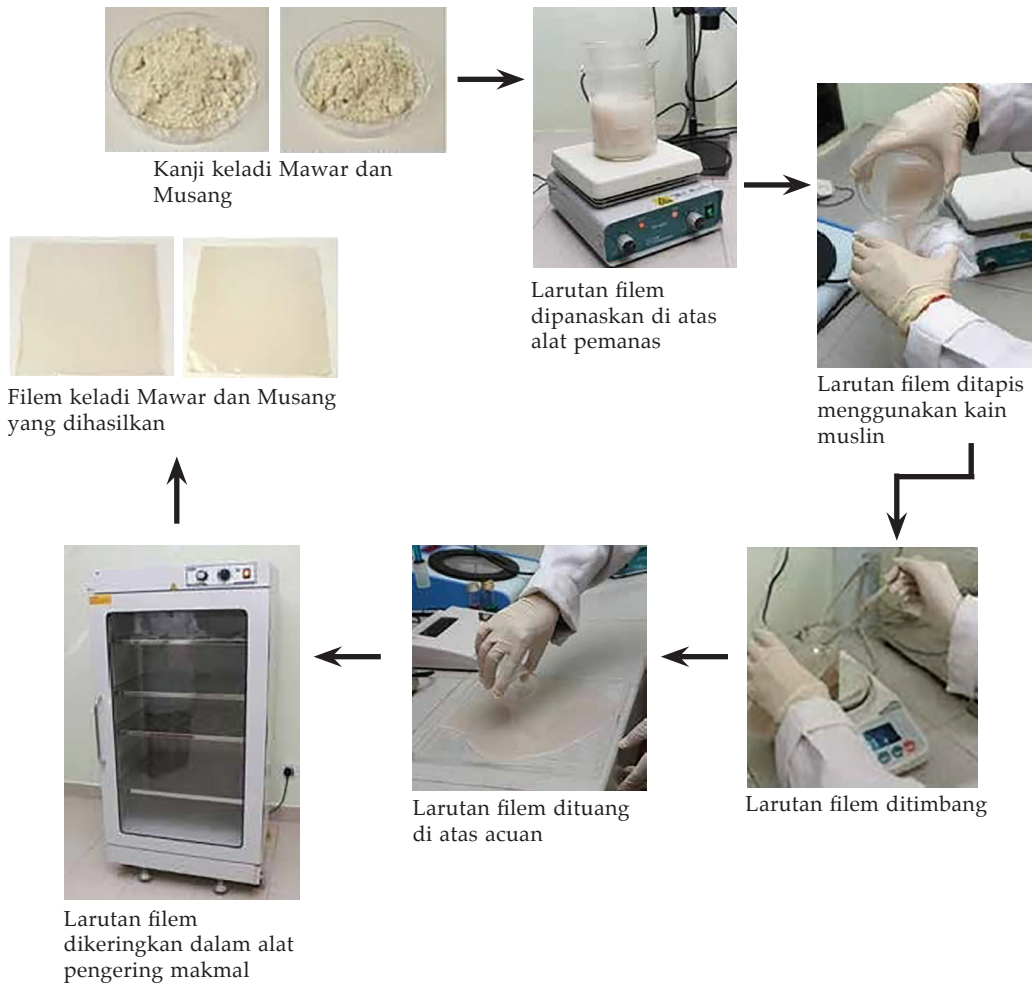 Kanji keladi Mawar dan
Musang
Larutan filem
dipanaskan di atas
alat pemanas
Larutan filem ditapis
menggunakan kain
muslin
Larutan filem ditimbang
Larutan filem dituang
di atas acuan
Larutan filem
dikeringkan dalam alat
pengering makmal
Filem keladi Mawar dan Musang
yang dihasilkan